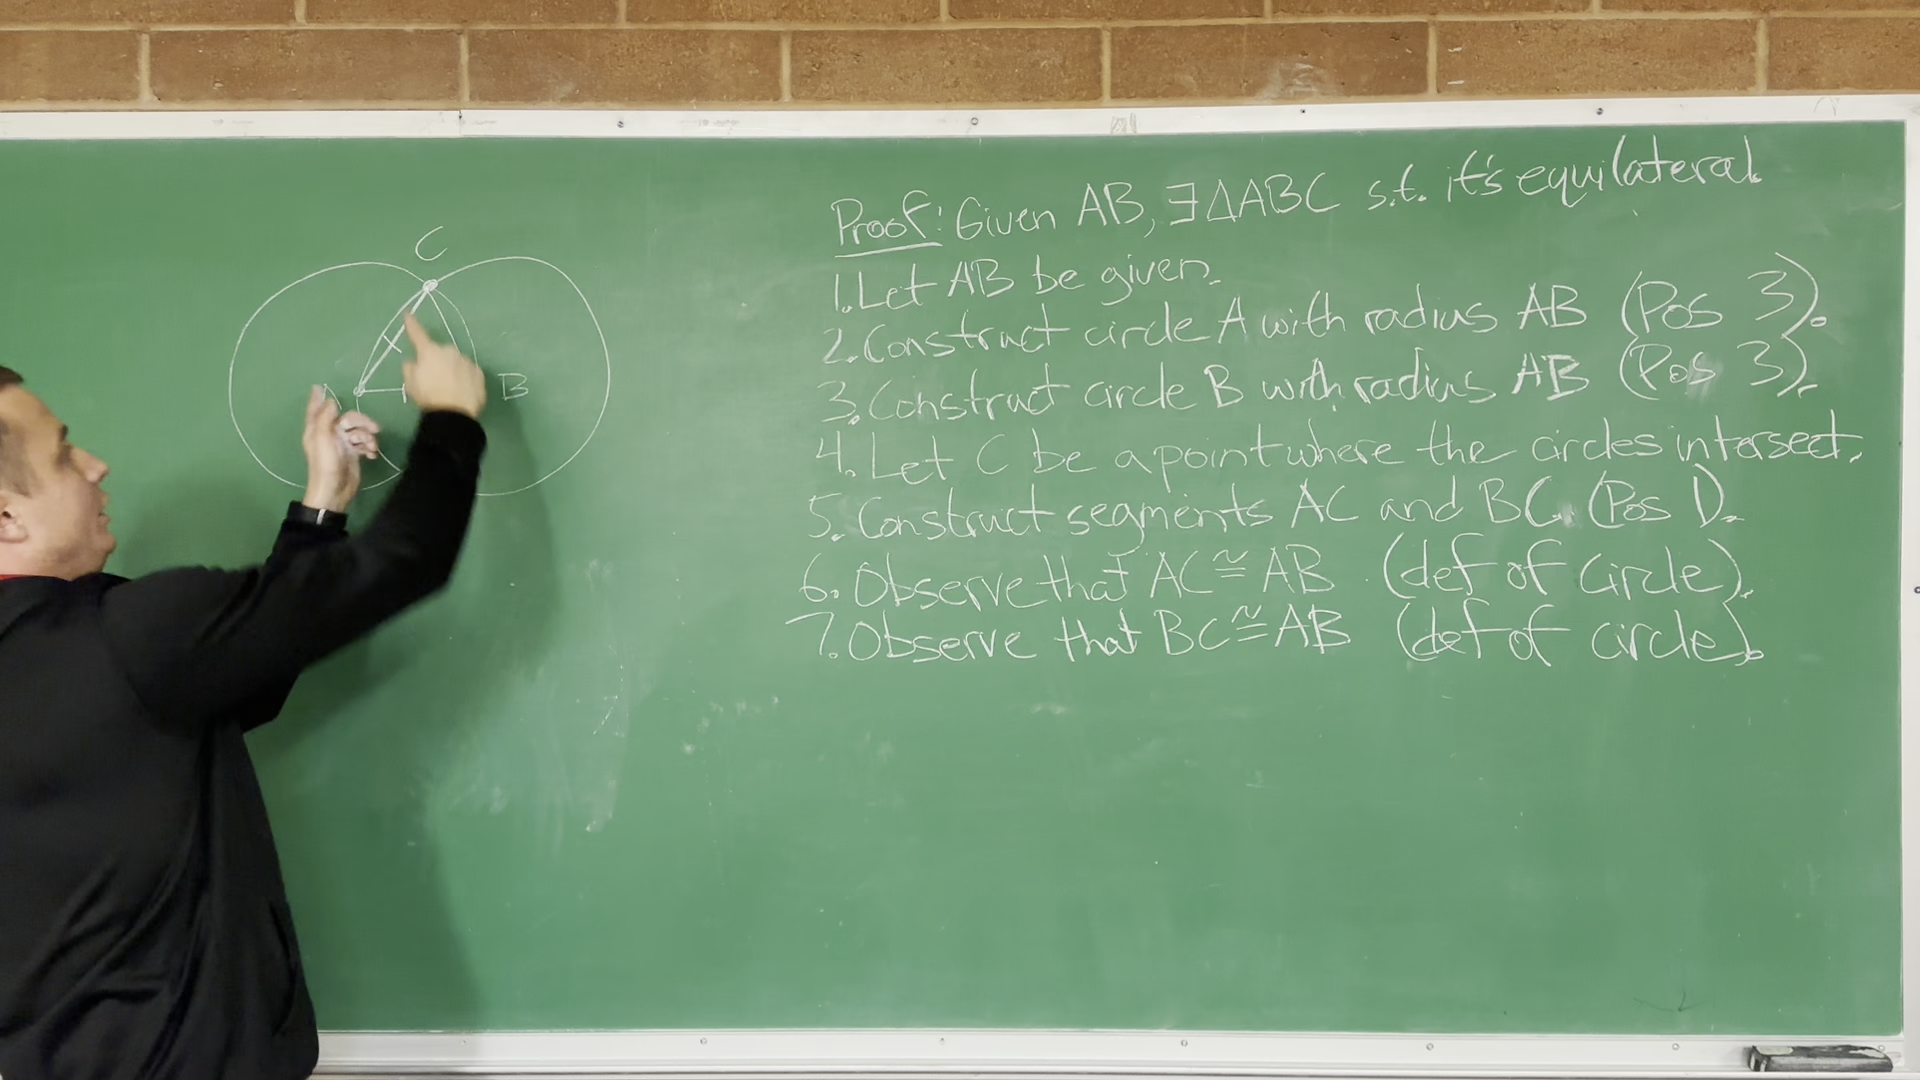 C
A B
Proof: Given AB, ∃△ABC s.t. it's equilateral.
1. Let AB be given.
2. Construct circle A with radius AB (Pos 3).
3. Construct circle B with radius AB (Pos 3).
4. Let C be a point where the circles intersect.
5. Construct segments AC and BC. (Pos 1).
6. Observe that AC≅AB (def of circle).
7. Observe that BC≅AB (def of circle).